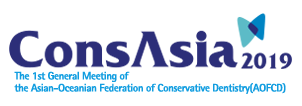 ConsAsia 2019
The 1st General Meeting of
the Asian-Oceanian Federation of Conservative Dentistry(AOFCD)